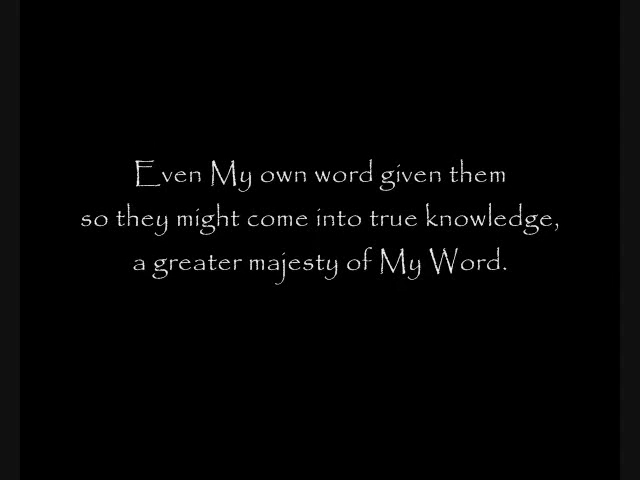 Even My own word given them
so they might come into true knowledge,
a greater majesty of My Word.